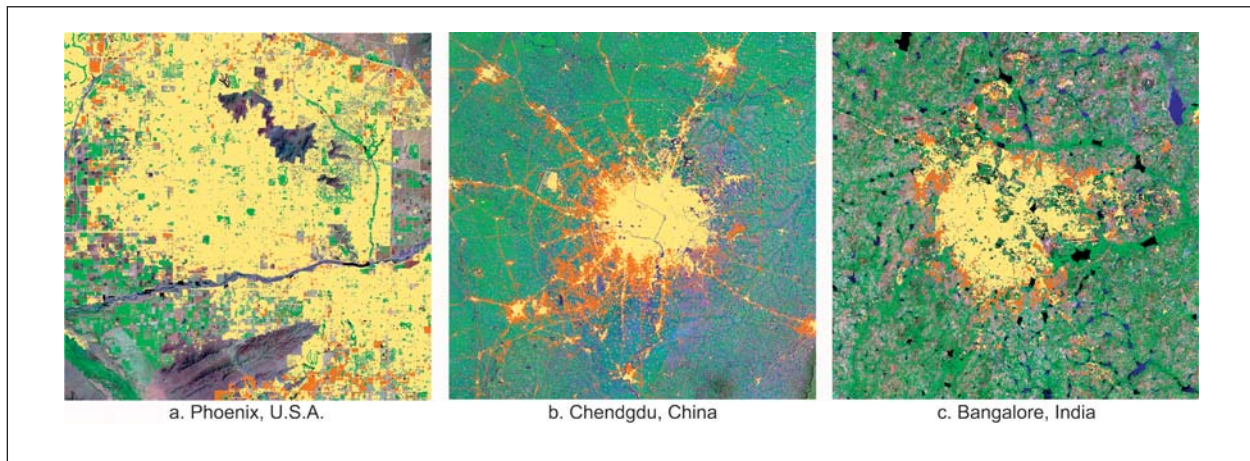 a. Phoenix, U.S.A.
b. Chendgdu, China
c. Bangalore, India